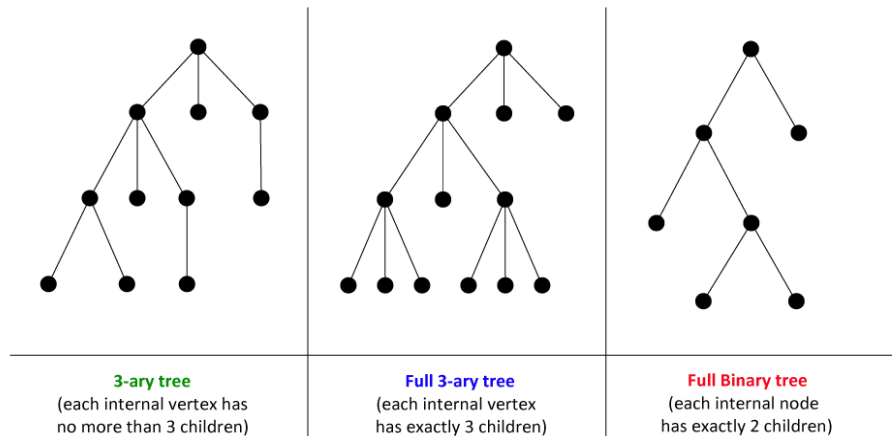 3-ary tree
(each internal vertex has
no more than 3 children)
Full 3-ary tree
(each internal vertex
has exactly 3 children)
Full Binary tree
(each internal node
has exactly 2 children)